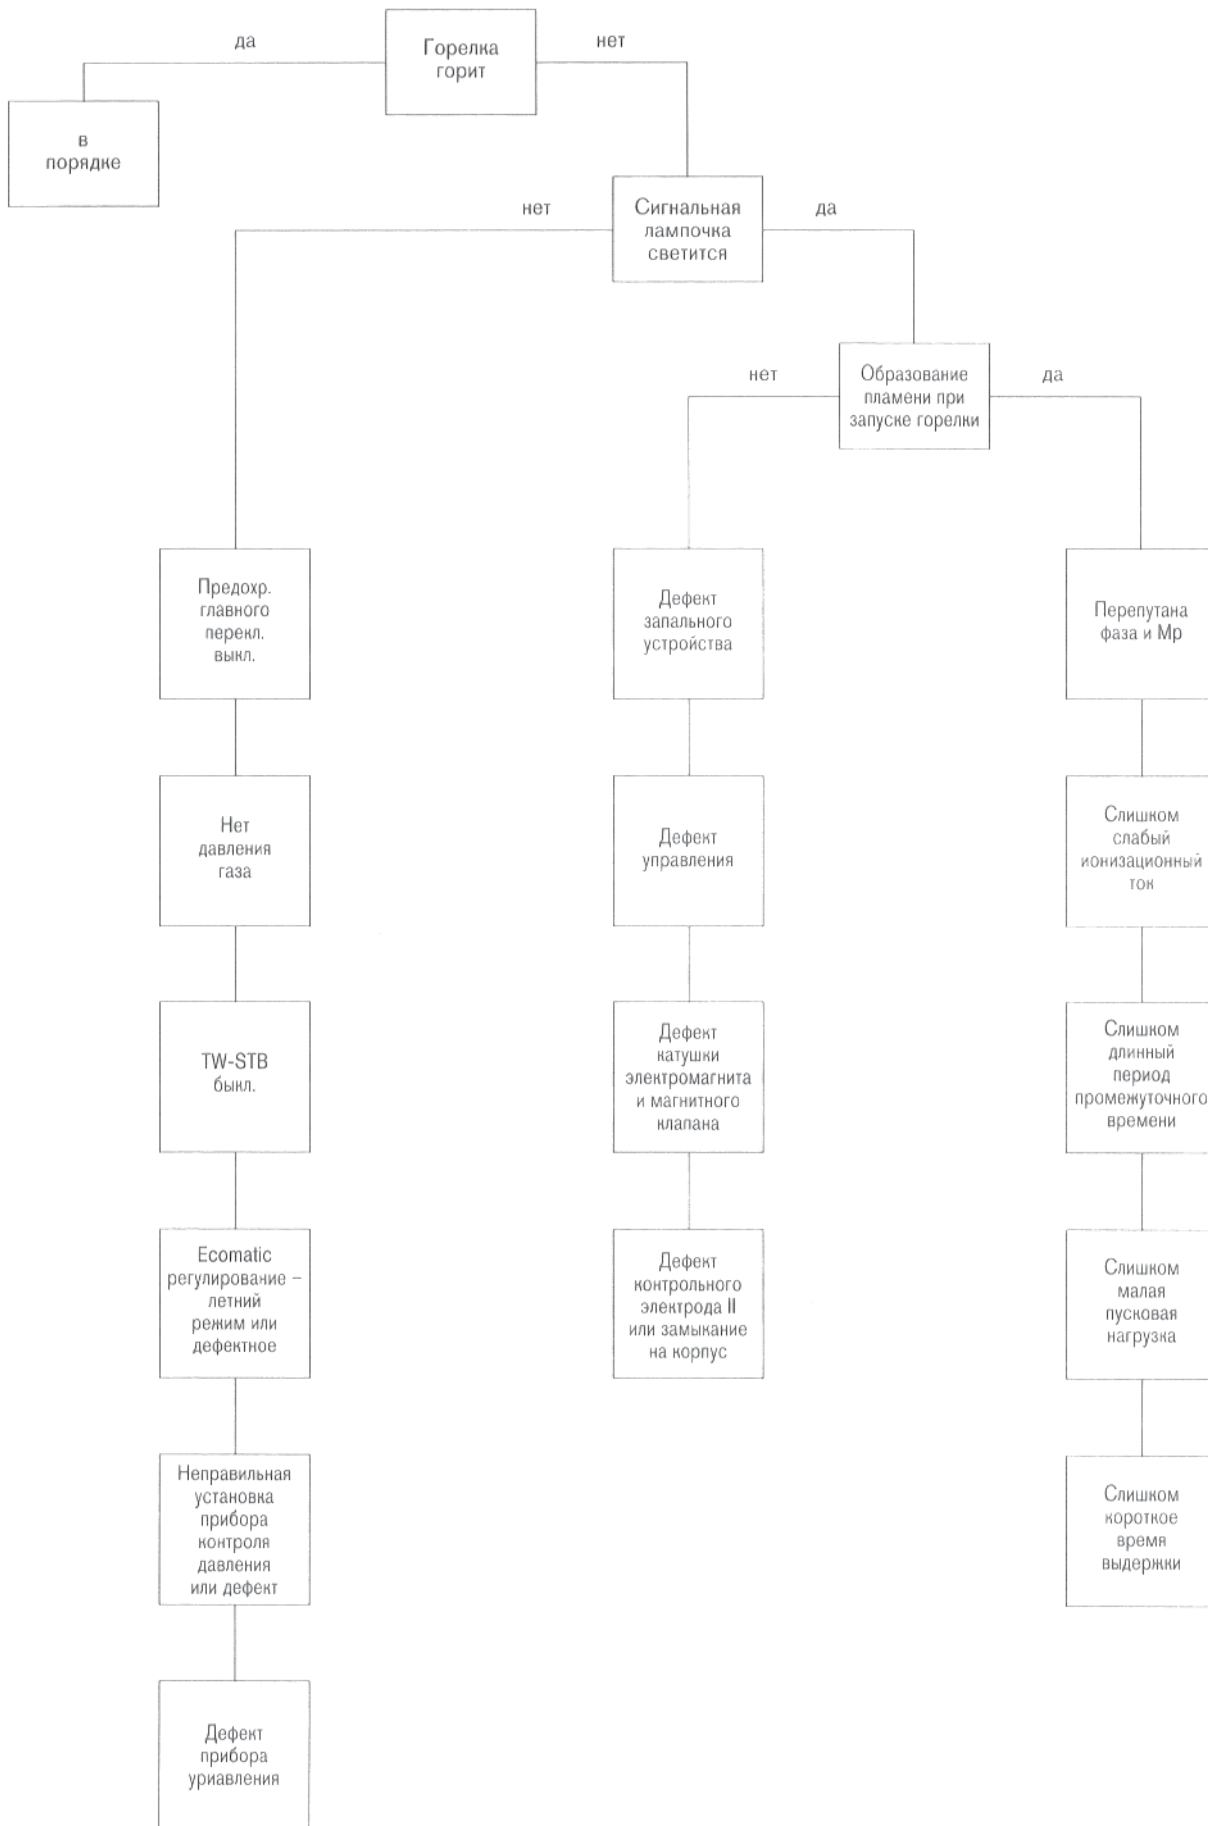 да
Горелка
горит
нет
в
порядке
нет
Сигнальная
лампочка
светится
да
нет
Образование
пламени при
запуске горелки
да
Предохр.
главного
перекл.
выкл.
Дефект
запального
устройства
Перепутана
фаза и Мр
Нет
давления
газа
Дефект
управления
Слишком
слабый
ионизационный
ток
TW-STB
быкл.
Дефект
катушки
электромагнита
и магнитного
клапана
Слишком
длинный
период
промежуточного
времени
Ecomatic
регулирование –
летний
режим или
дефектное
Дефект
контрольного
электрода II
или замыкание
на корпус
Слишком
малая
пусковая
нагрузка
Неправильная
установка
прибора
контроля
давления
или дефект
Слишком
короткое
время
выдержки
Дефект
прибора
уриавления